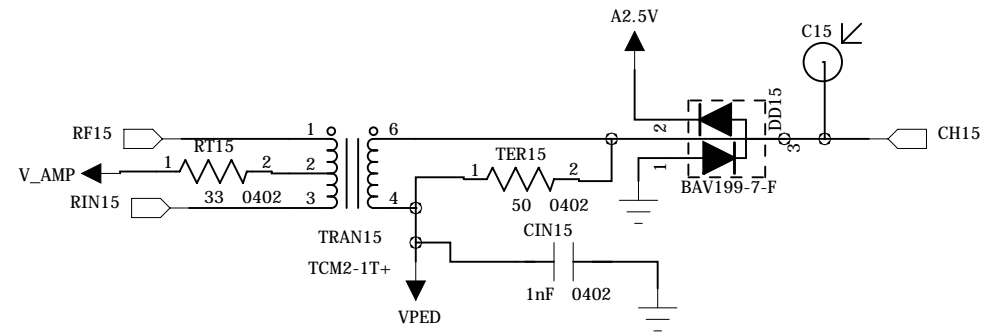 A2.5V
C15
RF15
1
6
2
DD15
3
CH15
RT15
1
2
2
V_AMP
TER15
1
2
1
BAV199-7-F
33
0402
RIN15
3
4
50
0402
TRAN15
CIN15
TCM2-1T+
1nF
0402
VPED